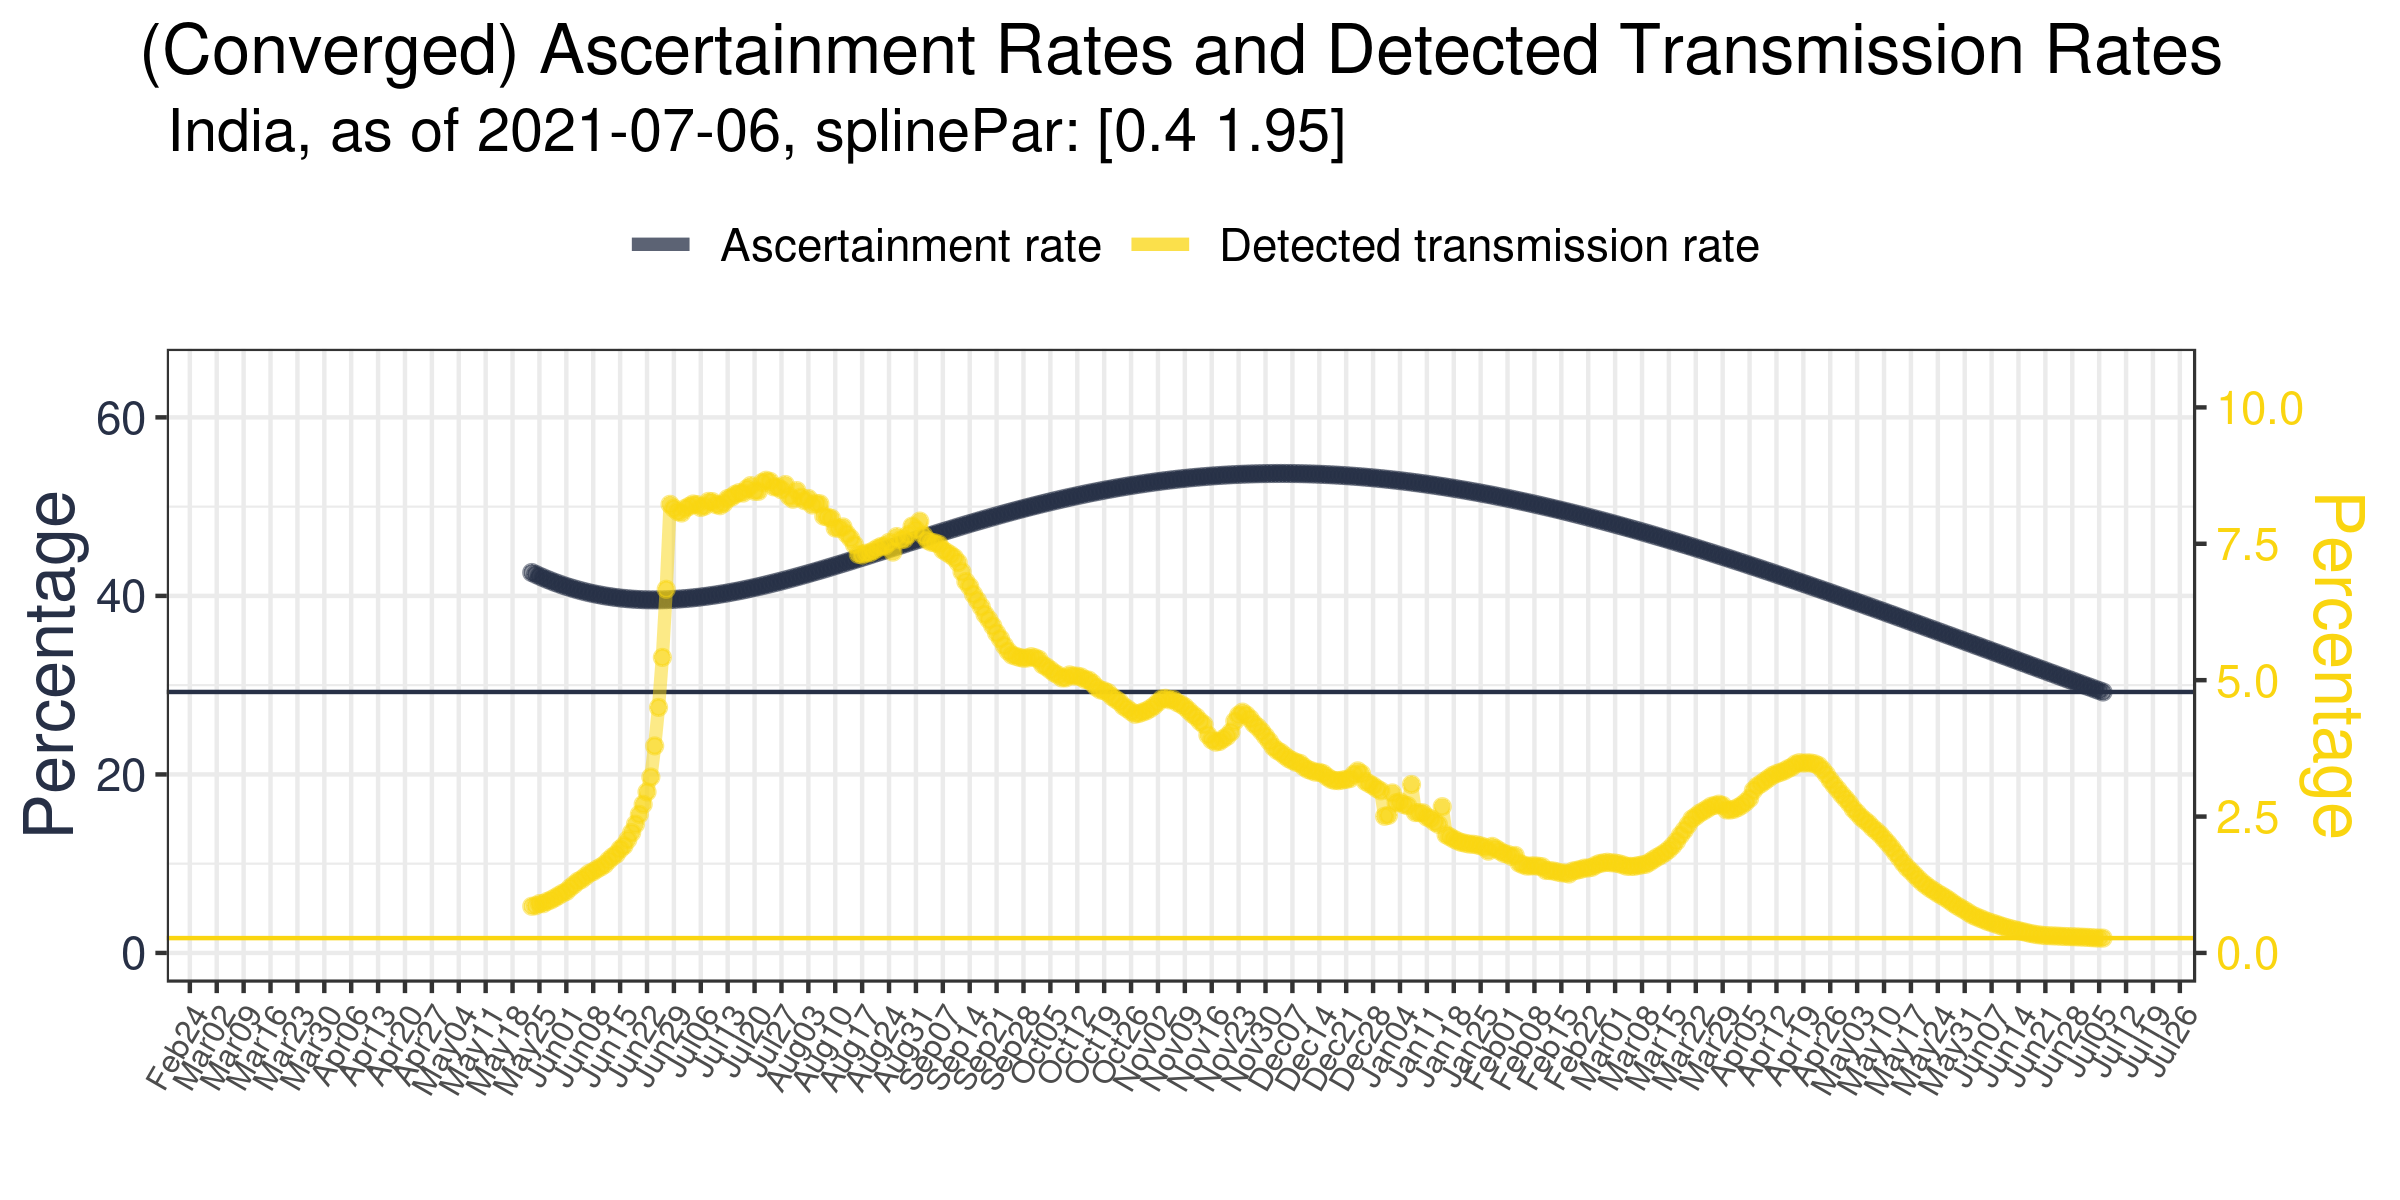 (Converged) Ascertainment Rates and Detected Transmission Rates
India, as of 2021-07-06, splinePar: [0.4 1.95]
Ascertainment rate
Detected transmission rate
Percentage
60
40
20
0
10.0
7.5
5.0
2.5
0.0
Percentage
Feb24
Mar02
Mar09
Mar16
Mar23
Mar30
Apr06
Apr13
Apr20
Apr27
May04
May11
May18
May25
Jun01
Jun08
Jun15
Jun22
Jun29
Jul06
Jul13
Jul20
Jul27
Aug03
Aug10
Aug17
Aug24
Aug31
Sep07
Sep14
Sep21
Sep28
Oct05
Oct12
Oct19
Oct26
Nov02
Nov09
Nov16
Nov23
Nov30
Dec07
Dec14
Dec21
Dec28
Jan04
Jan11
Jan18
Jan25
Feb01
Feb08
Feb15
Feb22
Mar01
Mar08
Mar15
Mar22
Mar29
Apr05
Apr12
Apr19
Apr26
May03
May10
May17
May24
May31
Jun07
Jun14
Jun21
Jun28
Jul05
Jul12
Jul19
Jul26